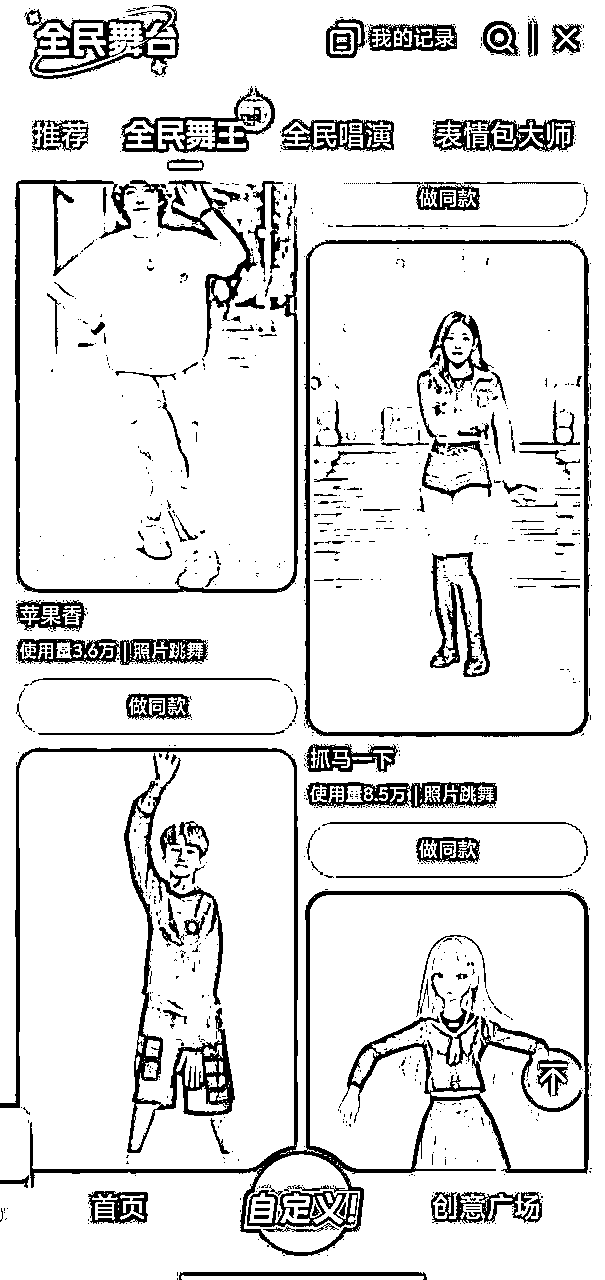 全民舞台
我的记录
推荐 全民舞王 全民唱演 表情包大师
做同款
苹果香
使用量3.6万 | 照片跳舞
做同款
抓马一下
使用量8.5万 | 照片跳舞
做同款
首页 自定义! 创意广场